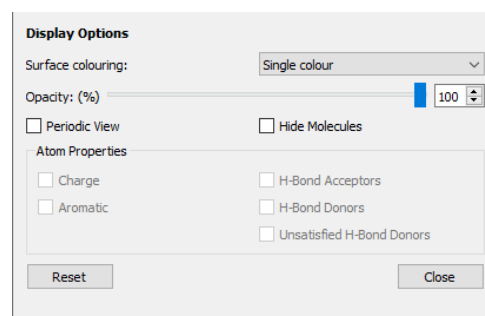 Display Options
Surface colouring: Single colour
Opacity: (%) 100
Periodic View Hide Molecules
Atom Properties
Charge H-Bond Acceptors
Aromatic H-Bond Donors
Unsatisfied H-Bond Donors
Reset Close